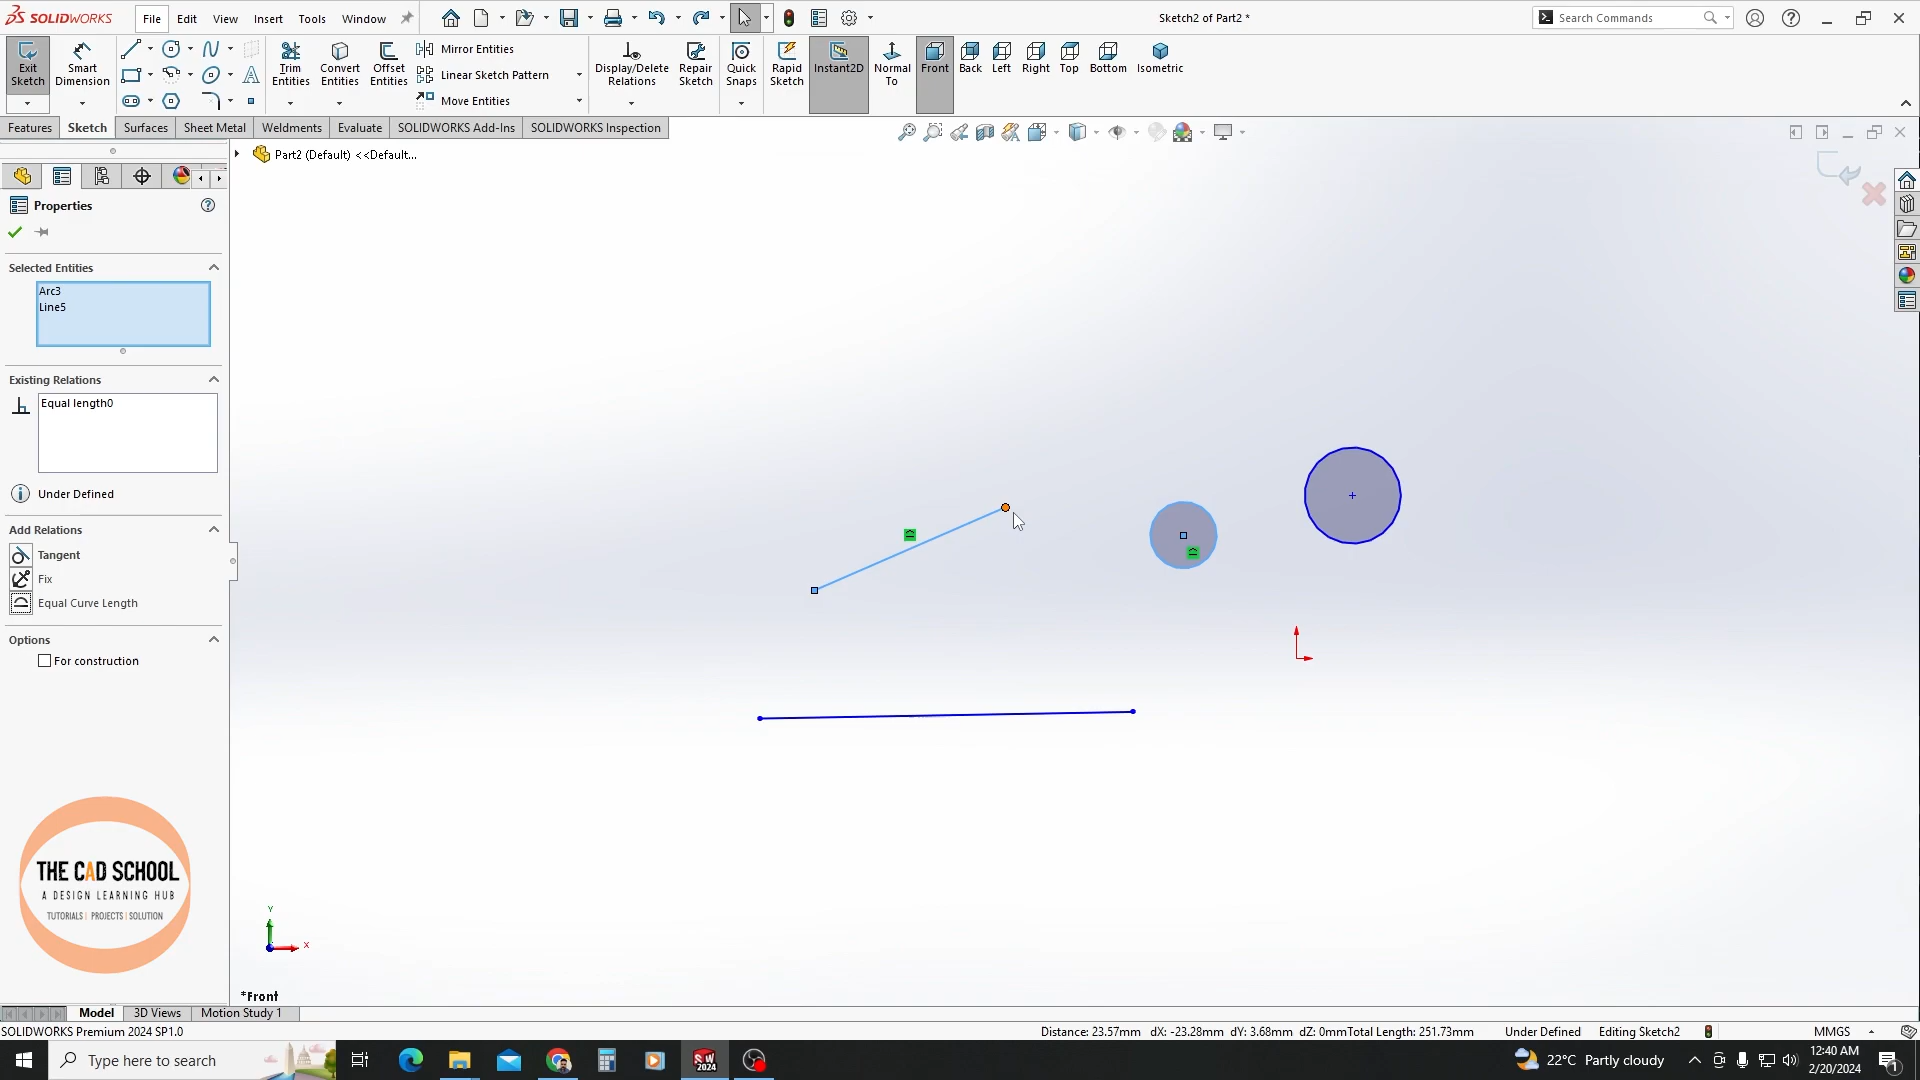 SOLIDWORKS File Edit View Insert Tools Window Sketch2 of Part2 * Search Commands
Exit Sketch
Smart Dimension
Trim Entities
Convert Entities
Offset Entities
Mirror Entities
Linear Sketch Pattern
Move Entities
Display/Delete Relations
Repair Sketch
Quick Snaps
Rapid Sketch
Instant2D
Normal To
Front
Back
Left
Right
Top
Bottom
Isometric
Features Sketch Surfaces Sheet Metal Weldments Evaluate SOLIDWORKS Add-Ins SOLIDWORKS Inspection
Part2 (Default) <<Default...
Properties
Selected Entities
Arc3
Line5
Existing Relations
Equal length0
Under Defined
Add Relations
Tangent
Fix
Equal Curve Length
Options
For construction
THE CAD SCHOOL
A DESIGN LEARNING HUB
TUTORIALS | PROJECTS | SOLUTION
Y
X
*Front
Model 3D Views Motion Study 1
SOLIDWORKS Premium 2024 SP1.0 Distance: 23.57mm dX: -23.28mm dY: 3.68mm dZ: 0mmTotal Length: 251.73mm Under Defined Editing Sketch2 MMGS
Type here to search
SW 2024
22°C Partly cloudy
12:40 AM
2/20/2024
1